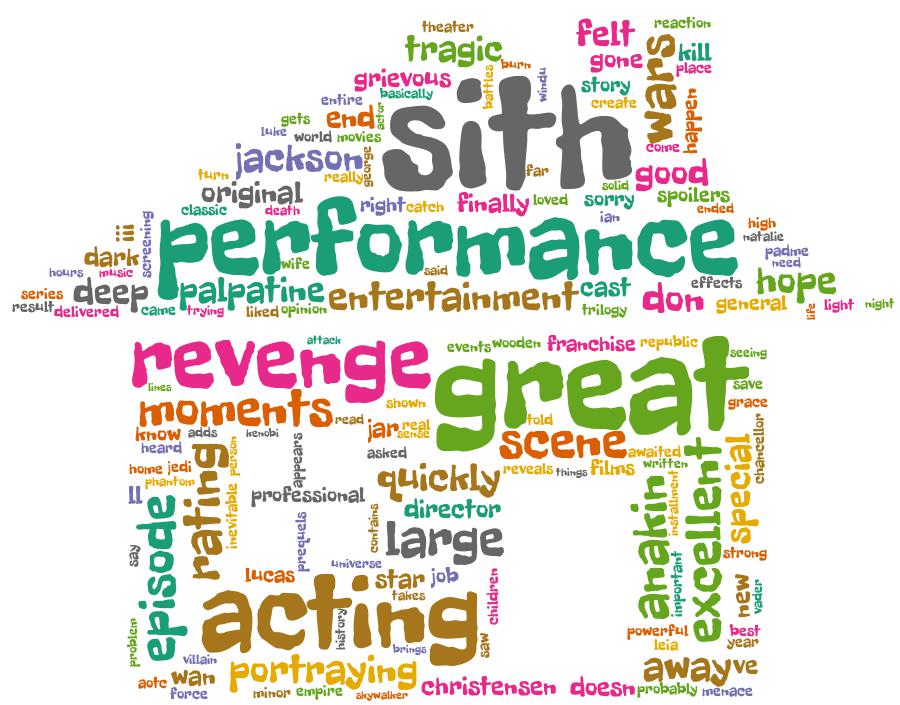 theater
felt
reaction
tragic
gone
wars
kill
place
grievous
battles
burn
windu
story
entire
basically
sith
create
happen
gets
end
actor
luke
world
movies
come
jackson
george
far
good
turn
really
solid
original
spoilers
classic
death
right
catch
finally
loved
sorry
ended
iii
screening
performance
ian
high
natalie
dark
wife
padme
hours
music
said
need
series
deep
palpatine
entertainment
cast
effects
hope
result
delivered
came
trying
liked
opinion
trilogy
don
general
life
light
night
revenge
attack
events
wooden
franchise
republic
great
seeing
lines
save
moments
shown
grace
read
told
know
adds
kenobi
jar
real
sense
scene
heard
person
appears
asked
awaited
chancellor
home
jedi
rating
reveals
things
films
written
phantom
quickly
excellent
special
ll
professional
anakin
installment
episode
inevitable
prequels
contains
director
large
say
strong
universe
important
lucas
star
job
new
vader
acting
takes
children
history
problem
powerful
best
saw
leia
year
villain
brings
away
ve
aotc
wan
portraying
force
minor
empire
skywalker
christensen
doesn
probably
menace